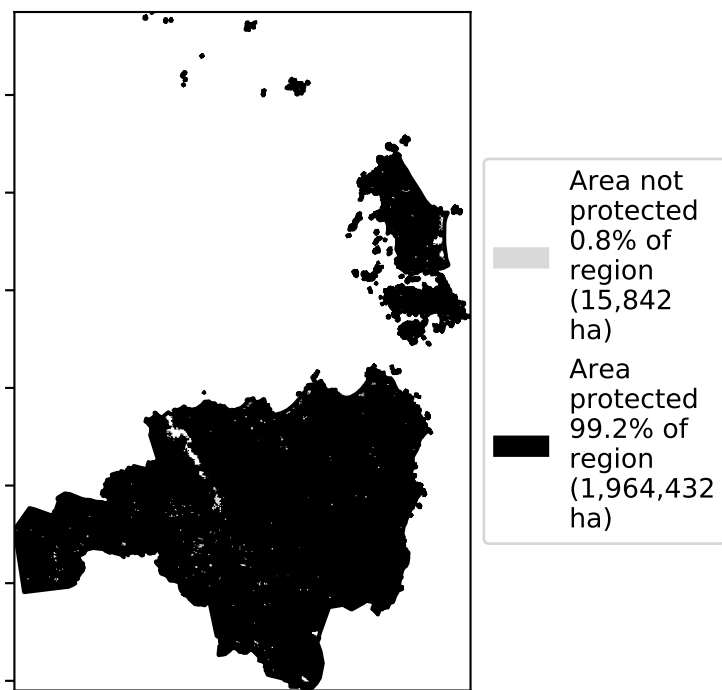 Area not
protected
0.8% of
region
(15,842
ha)
Area
protected
99.2% of
region
(1,964,432
ha)